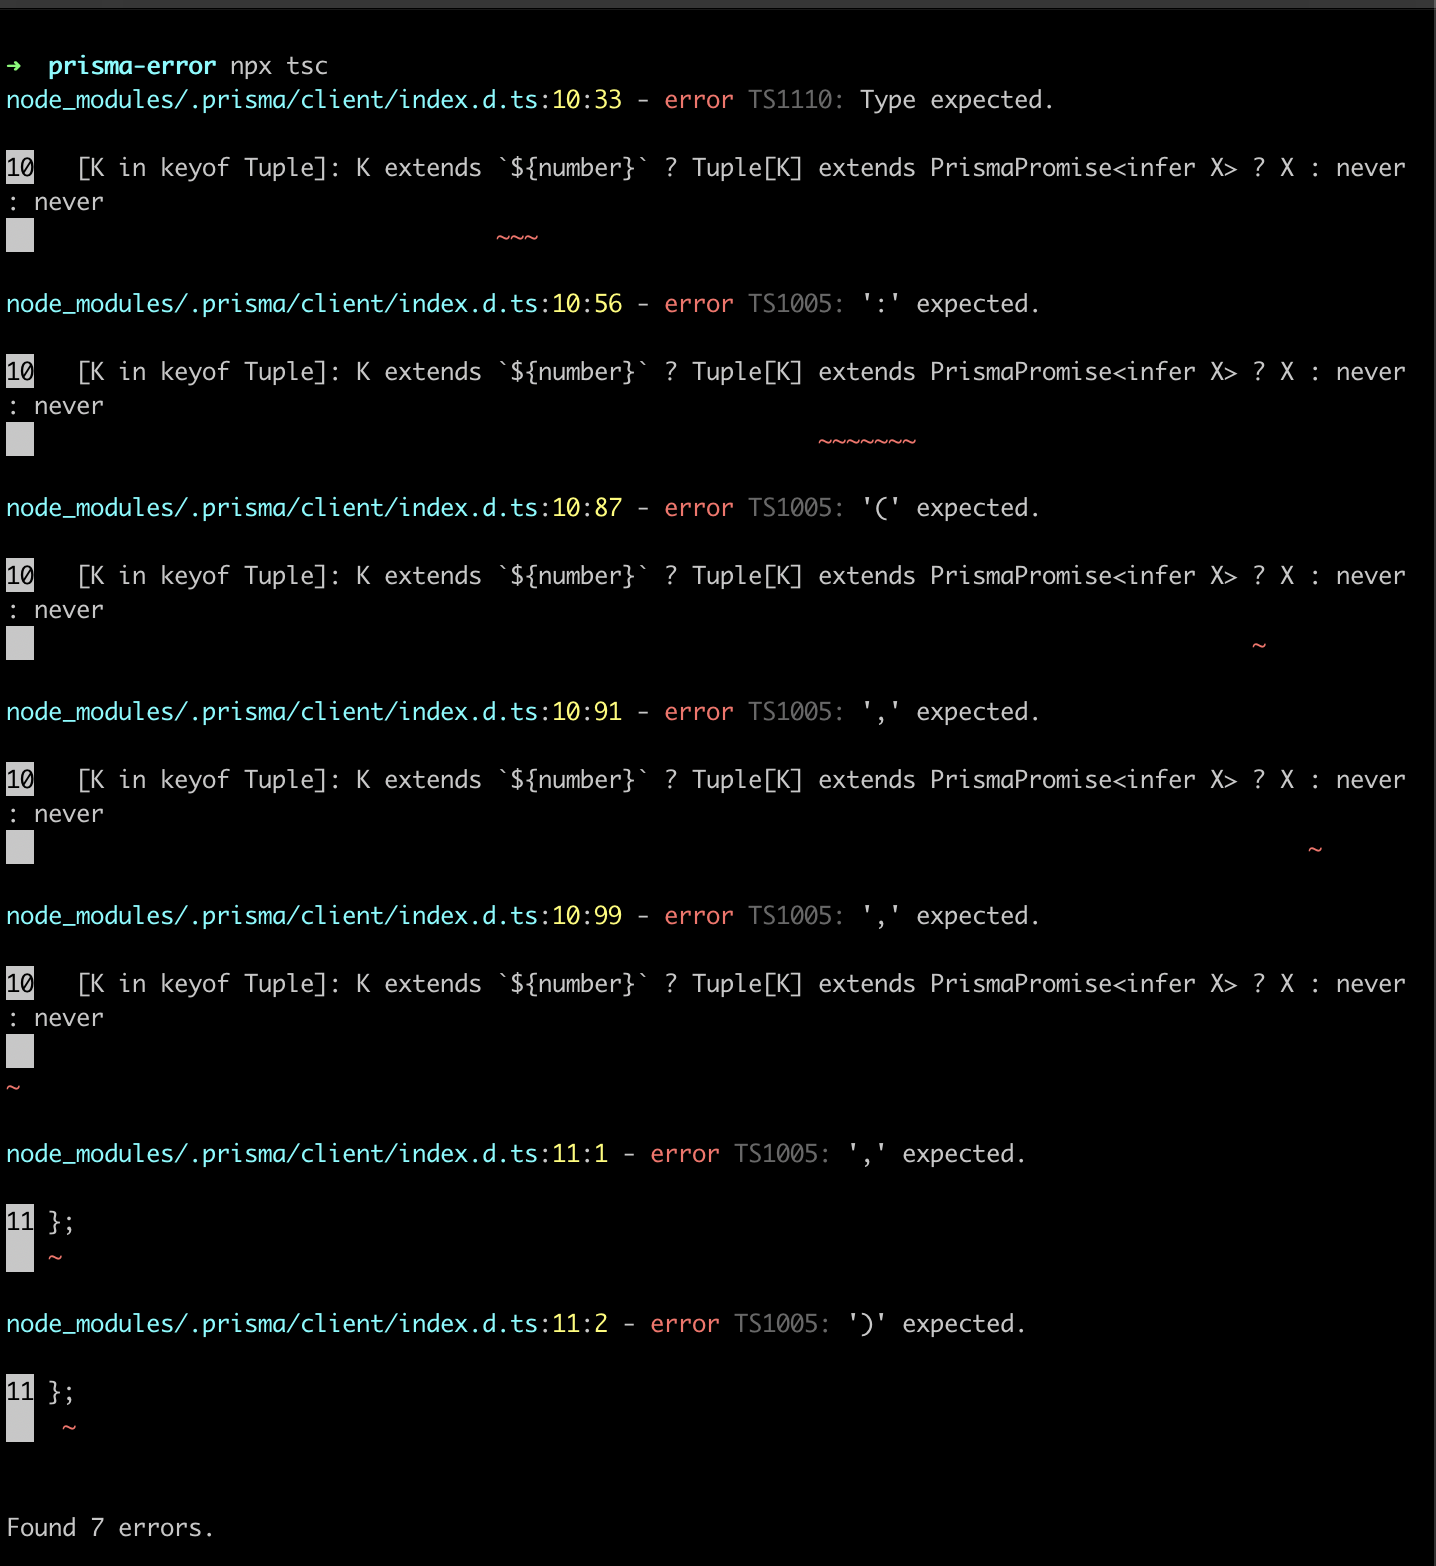 ➜  prisma-error npx tsc
node_modules/.prisma/client/index.d.ts:10:33 - error TS1110: Type expected.
10   [K in keyof Tuple]: K extends `${number}` ? Tuple[K] extends PrismaPromise<infer X> ? X : never
: never
~~~
node_modules/.prisma/client/index.d.ts:10:56 - error TS1005: ':' expected.
10   [K in keyof Tuple]: K extends `${number}` ? Tuple[K] extends PrismaPromise<infer X> ? X : never
: never
~~~~~~~
node_modules/.prisma/client/index.d.ts:10:87 - error TS1005: '(' expected.
10   [K in keyof Tuple]: K extends `${number}` ? Tuple[K] extends PrismaPromise<infer X> ? X : never
: never
~
node_modules/.prisma/client/index.d.ts:10:91 - error TS1005: ',' expected.
10   [K in keyof Tuple]: K extends `${number}` ? Tuple[K] extends PrismaPromise<infer X> ? X : never
: never
~
node_modules/.prisma/client/index.d.ts:10:99 - error TS1005: ',' expected.
10   [K in keyof Tuple]: K extends `${number}` ? Tuple[K] extends PrismaPromise<infer X> ? X : never
: never
~
node_modules/.prisma/client/index.d.ts:11:1 - error TS1005: ',' expected.
11 };
~
node_modules/.prisma/client/index.d.ts:11:2 - error TS1005: ')' expected.
11 };
~
Found 7 errors.